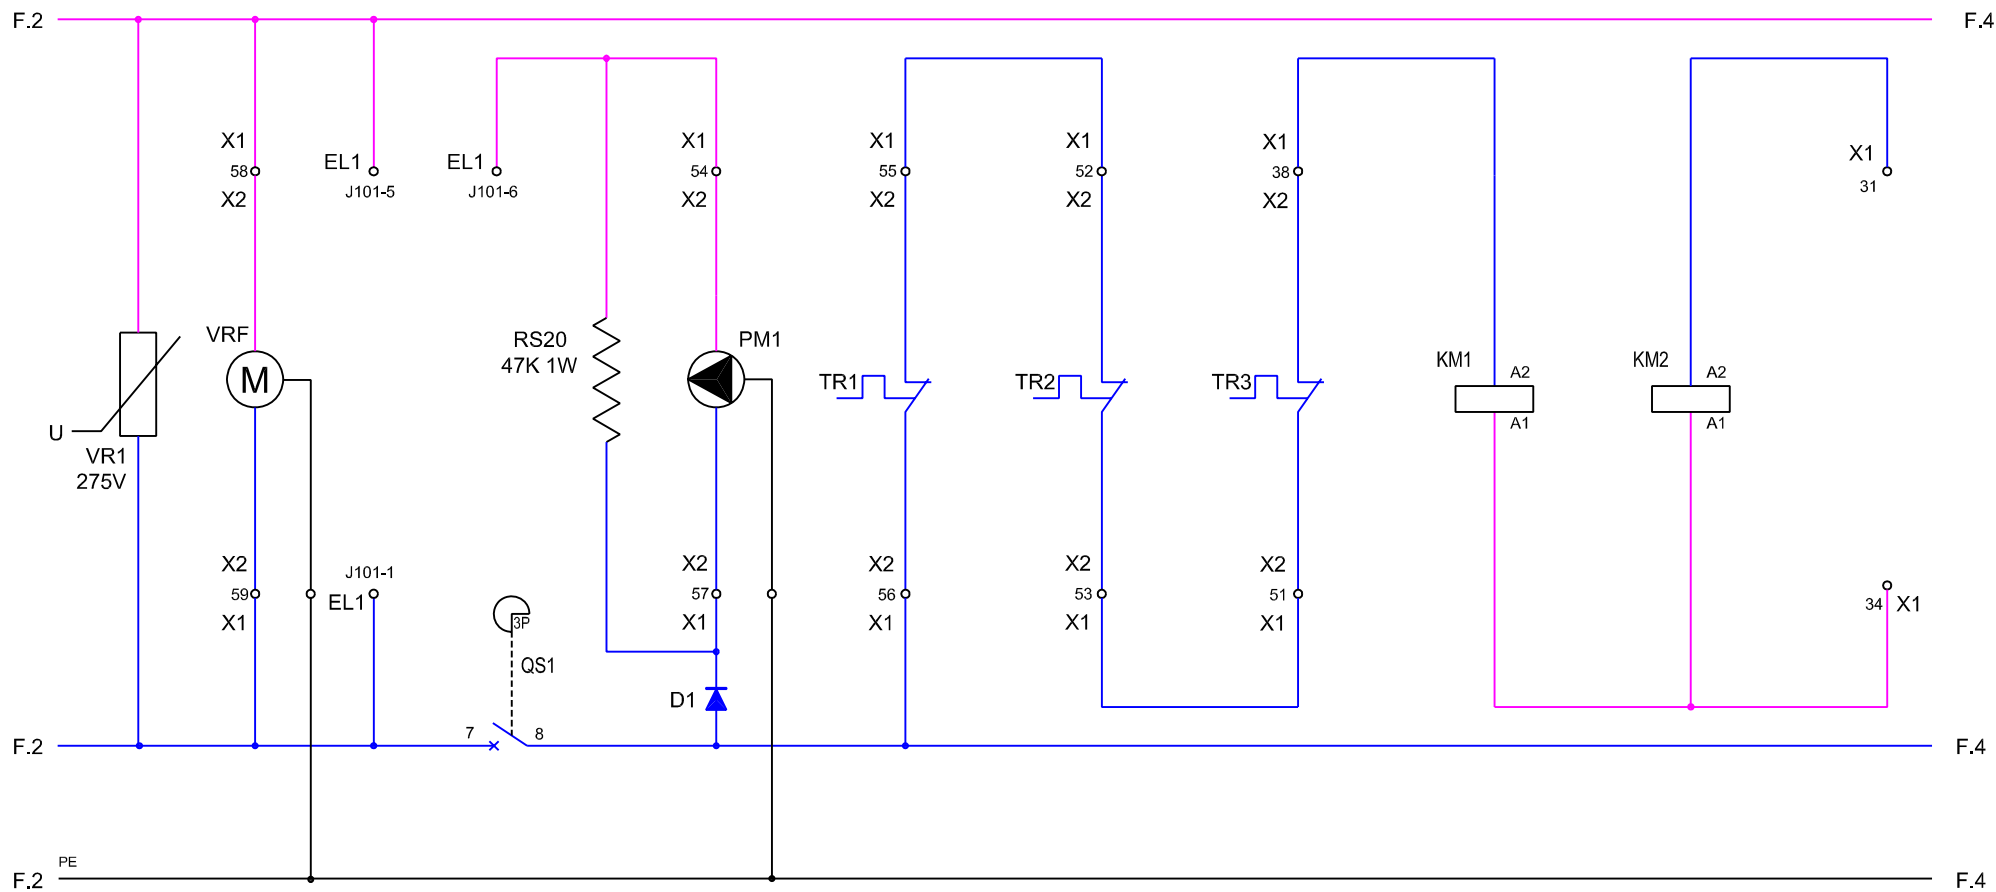 F.2
F.4
X1
58
X2
EL1
J101-5
EL1
J101-6
X1
54
X2
X1
55
X2
X1
52
X2
X1
38
X2
X1
31
VRF
M
U
VR1
275V
RS20
47K 1W
PM1
TR1
TR2
TR3
KM1
A2
A1
KM2
A2
A1
X2
59
X1
J101-1
EL1
3P
QS1
X2
57
X1
X2
56
X1
X2
53
X1
X2
51
X1
34
X1
D1
F.2
7
8
F.4
PE
F.2
F.4